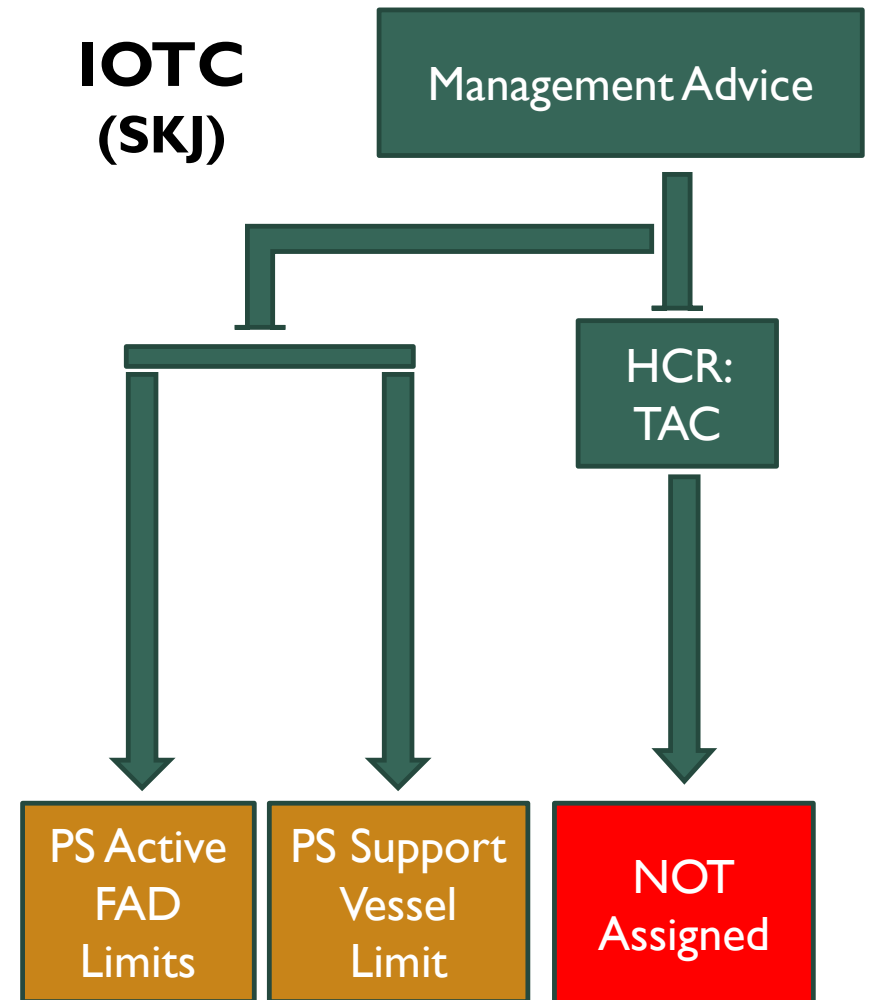 IOTC
(SKJ)
Management Advice
HCR:
TAC
PS Active
FAD
Limits
PS Support
Vessel
Limit
NOT
Assigned